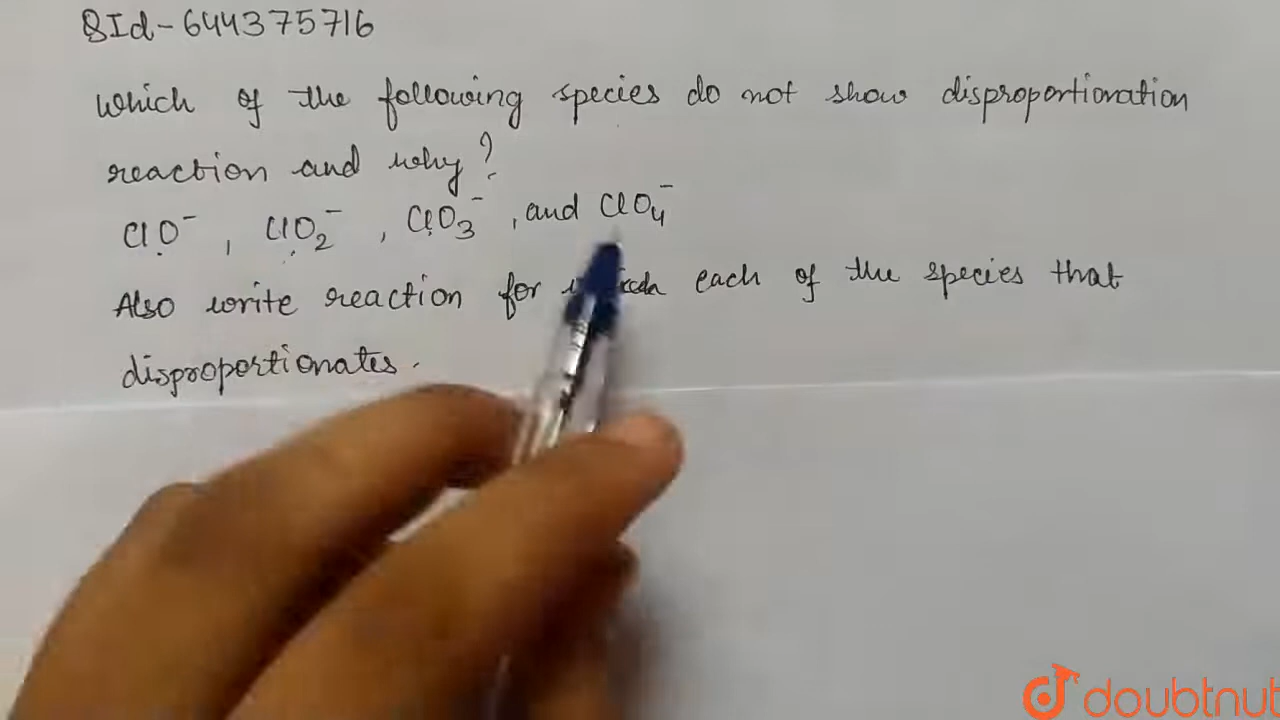 QId-644375716
which of the following species do not show disproportionation
reaction and why?
ClO⁻, ClO₂⁻, ClO₃⁻, and ClO₄⁻
Also write reaction for each of the species that
disproportionates.
doubtnut